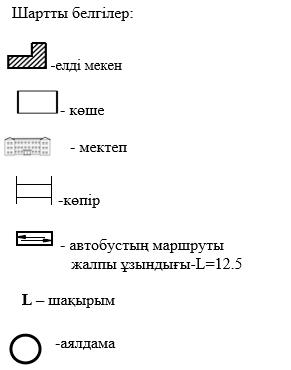 Шартты белгілер:
-елді мекен
- көше
- мектеп
-көпір
- автобустың маршруты
жалпы ұзындығы-L=12.5
L – шақырым
-аялдама